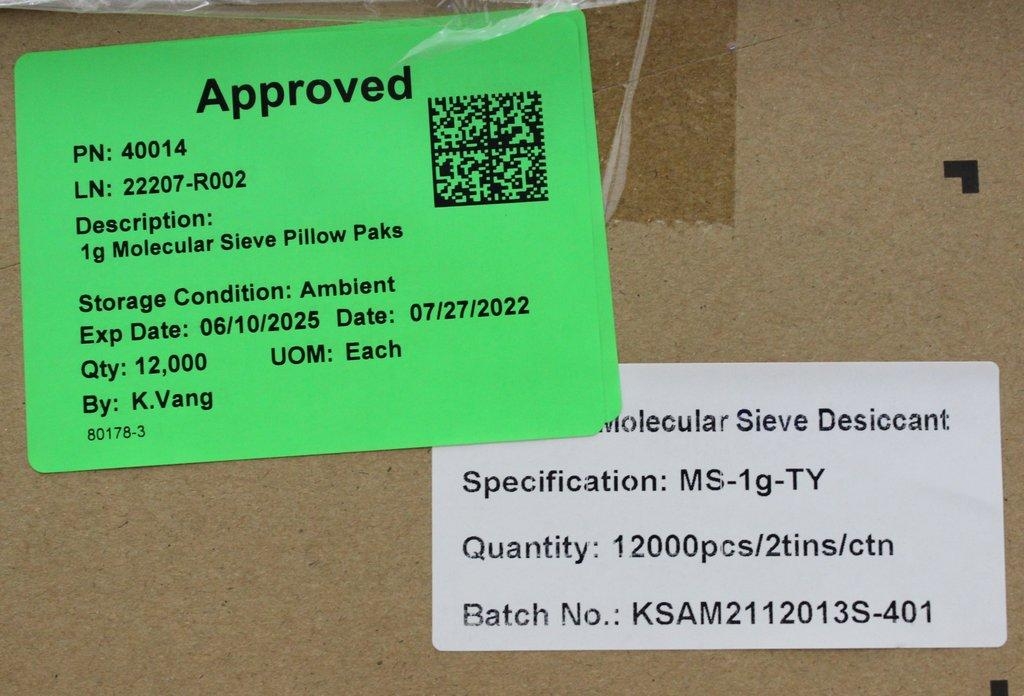 Approved
PN: 40014
LN: 22207-R002
Description:
1g Molecular Sieve Pillow Paks
Storage Condition: Ambient
Exp Date: 06/10/2025 Date: 07/27/2022
Qty: 12,000 UOM: Each
By: K.Vang
80178-3
Molecular Sieve Desiccant
Specification: MS-1g-TY
Quantity: 12000pcs/2tins/ctn
Batch No.: KSAM2112013S-401